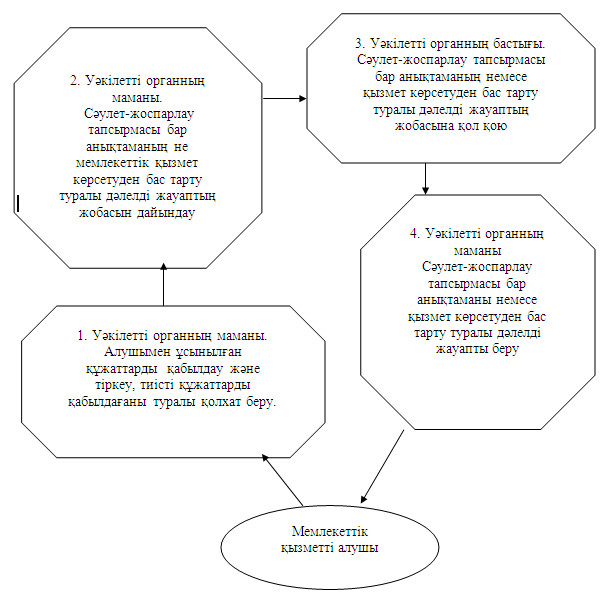 1. Уәкілетті органның маманы.
Алушымен ұсынылған
құжаттарды қабылдау және
тіркеу, тиісті құжаттарды
қабылдағаны туралы қолхат беру.
2. Уәкілетті органның
маманы.
Сәулет-жоспарлау
тапсырмасы бар
анықтаманың не
мемлекеттік қызмет
көрсетуден бас тарту
туралы дәлелді жауаптың
жобасын дайындау
3. Уәкілетті органның бастығы.
Сәулет-жоспарлау тапсырмасы
бар анықтаманың немесе
қызмет көрсетуден бас тарту
туралы дәлелді жауаптың
жобасына қол қою
4. Уәкілетті органның
маманы
Сәулет-жоспарлау
тапсырмасы бар
анықтаманы немесе
қызмет көрсетуден бас
тарту туралы дәлелді
жауапты беру
Мемлекеттік
қызметті алушы